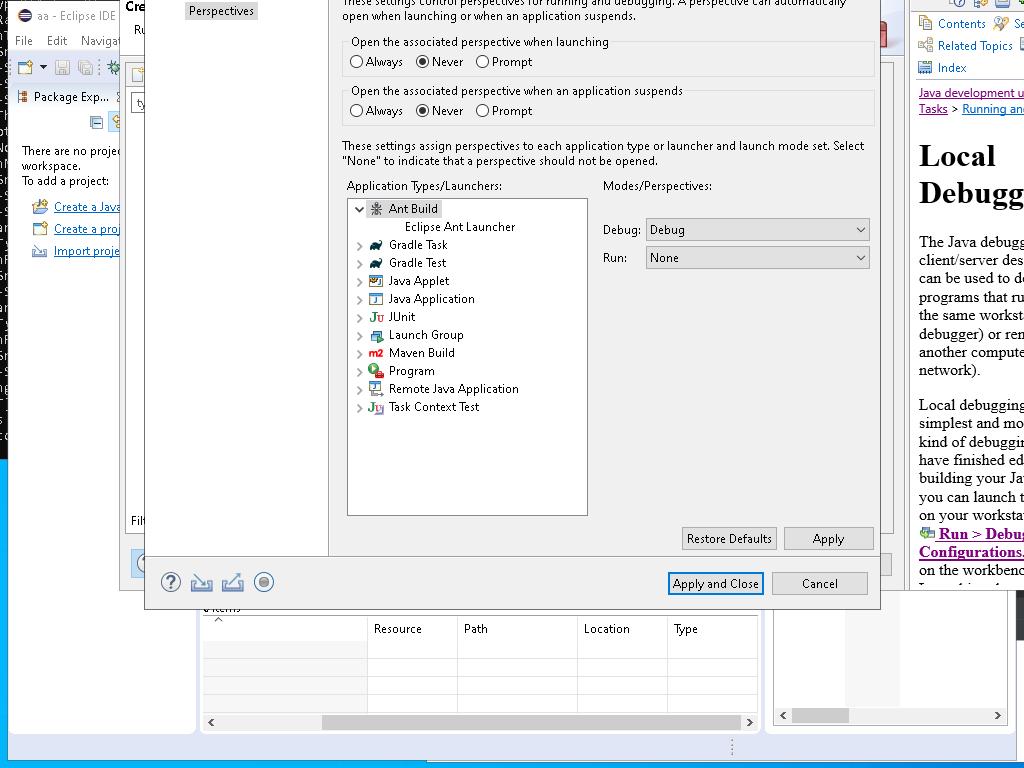 aa - Eclipse IDE
File Edit Navigat
Package Exp...
There are no proje
workspace.
To add a project:
Create a Java
Create a proj
Import proje
Cre
Ru
ty
Filt
Perspectives
These settings control perspectives for running and debugging. A perspective can automatically
open when launching or when an application suspends.
Open the associated perspective when launching
Always Never Prompt
Open the associated perspective when an application suspends
Always Never Prompt
These settings assign perspectives to each application type or launcher and launch mode set. Select
"None" to indicate that a perspective should not be opened.
Application Types/Launchers:
Modes/Perspectives:
Ant Build
Eclipse Ant Launcher
Gradle Task
Gradle Test
Java Applet
Java Application
JUnit
Launch Group
Maven Build
Program
Remote Java Application
Task Context Test
Debug: Debug
Run: None
Restore Defaults Apply
Apply and Close Cancel
0 items
Resource Path Location Type
Contents Se
Related Topics
Index
Java development u
Tasks > Running and
Local
Debugg
The Java debugg
client/server des
can be used to de
programs that ru
the same worksta
debugger) or rem
another compute
network).
Local debugging
simplest and mo
kind of debuggin
have finished ed
building your Jav
you can launch t
on your worksta
Run > Debug
Configurations.
on the workbenc